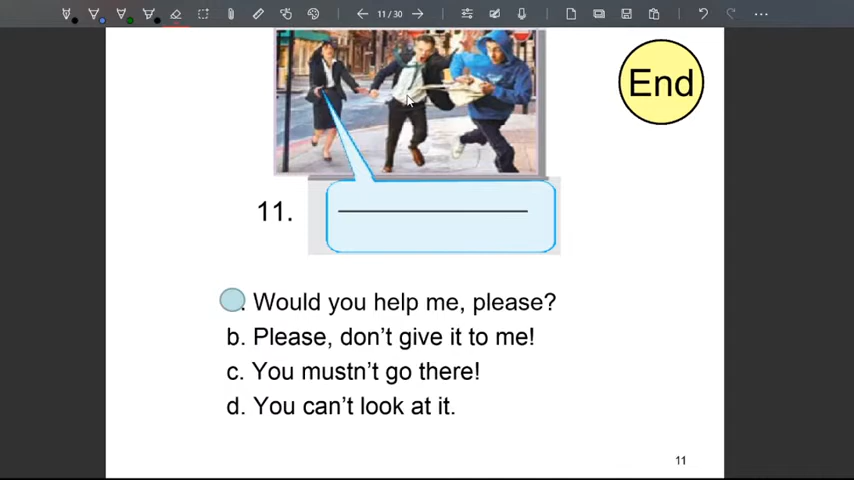 11 / 30
End
11.
. Would you help me, please?
b. Please, don't give it to me!
c. You mustn't go there!
d. You can't look at it.
11